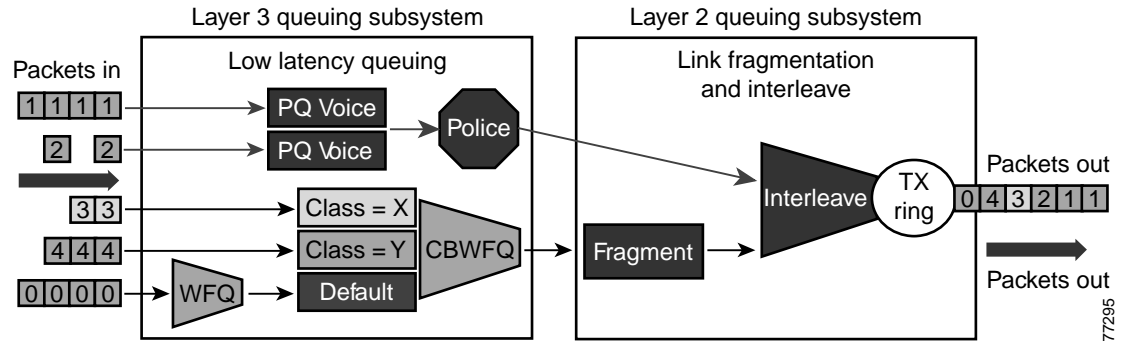 Layer 3 queuing subsystem
Layer 2 queuing subsystem
Packets in
Low latency queuing
Link fragmentation
and interleave
1 1 1 1
PQ Voice
Police
2 2
PQ Voice
3 3
Class = X
4 4 4
Class = Y
CBWFQ
0 0 0 0
WFQ
Default
Fragment
Interleave
TX
ring
Packets out
0 4 3 2 1 1
Packets out
77295